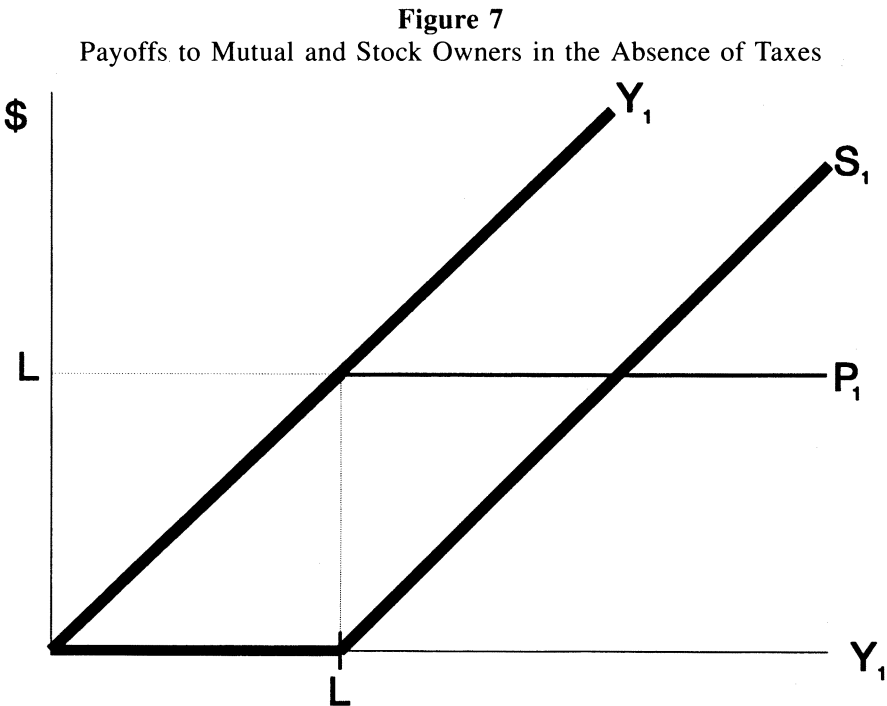 Figure 7
Payoffs to Mutual and Stock Owners in the Absence of Taxes
$
Y₁
S₁
L
P₁
Y₁
L